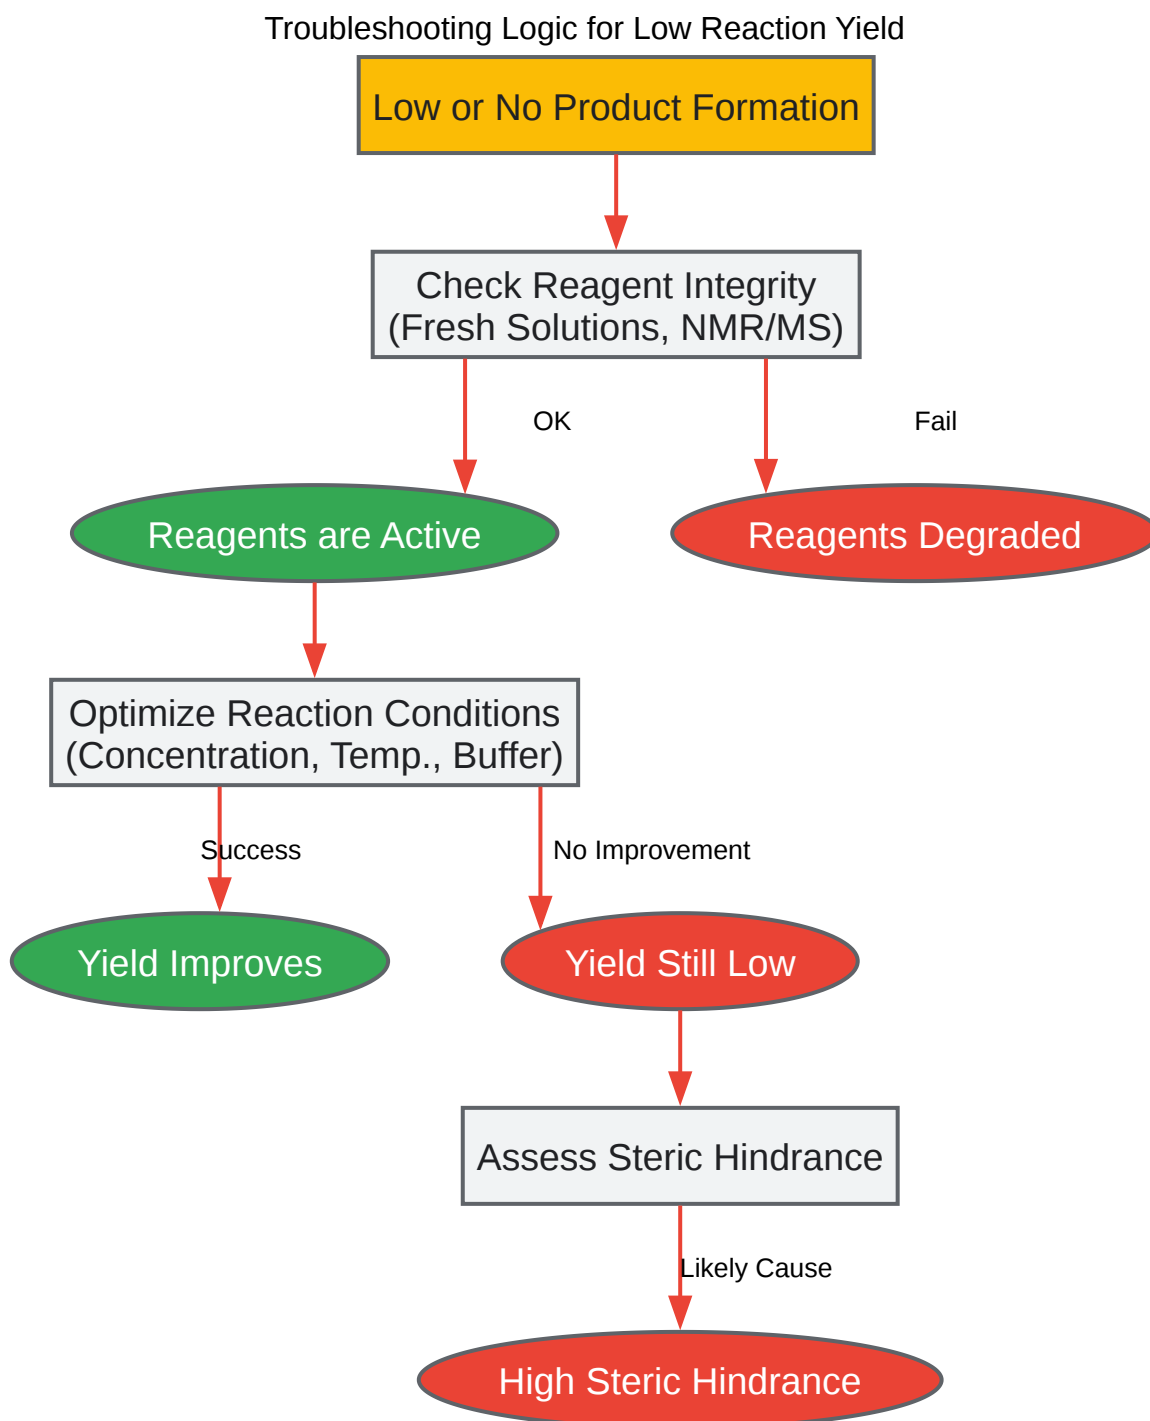 Troubleshooting Logic for Low Reaction Yield
Low or No Product Formation
Check Reagent Integrity
(Fresh Solutions, NMR/MS)
OK
Fail
Reagents are Active
Reagents Degraded
Optimize Reaction Conditions
(Concentration, Temp., Buffer)
Success
No Improvement
Yield Improves
Yield Still Low
Assess Steric Hindrance
Likely Cause
High Steric Hindrance